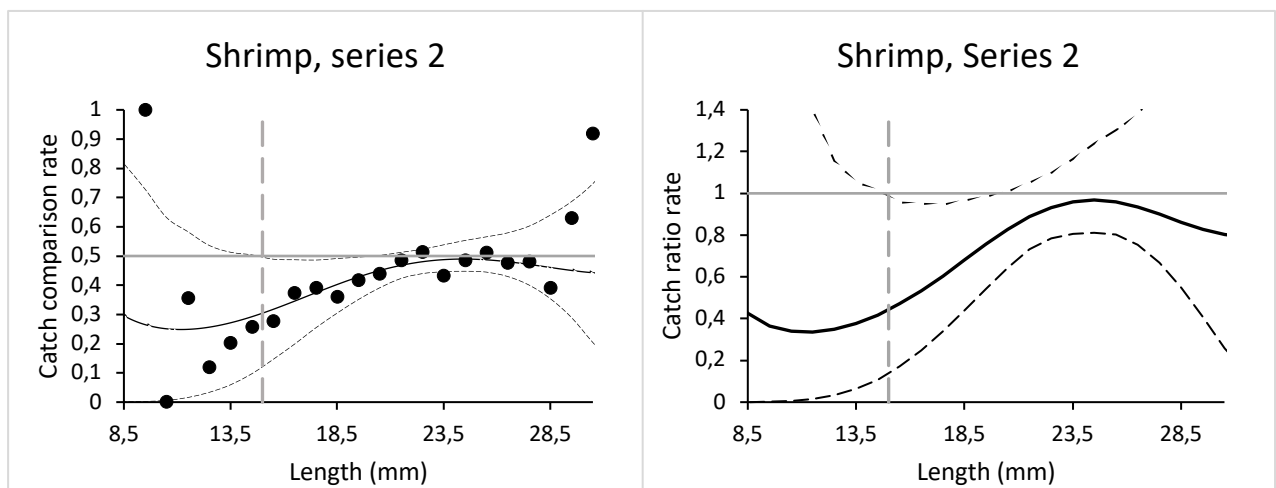 Shrimp, series 2
Catch comparison rate
1
0,9
0,8
0,7
0,6
0,5
0,4
0,3
0,2
0,1
0
8,5 13,5 18,5 23,5 28,5
Length (mm)
Shrimp, Series 2
Catch ratio rate
1,4
1,2
1
0,8
0,6
0,4
0,2
0
8,5 13,5 18,5 23,5 28,5
Length (mm)